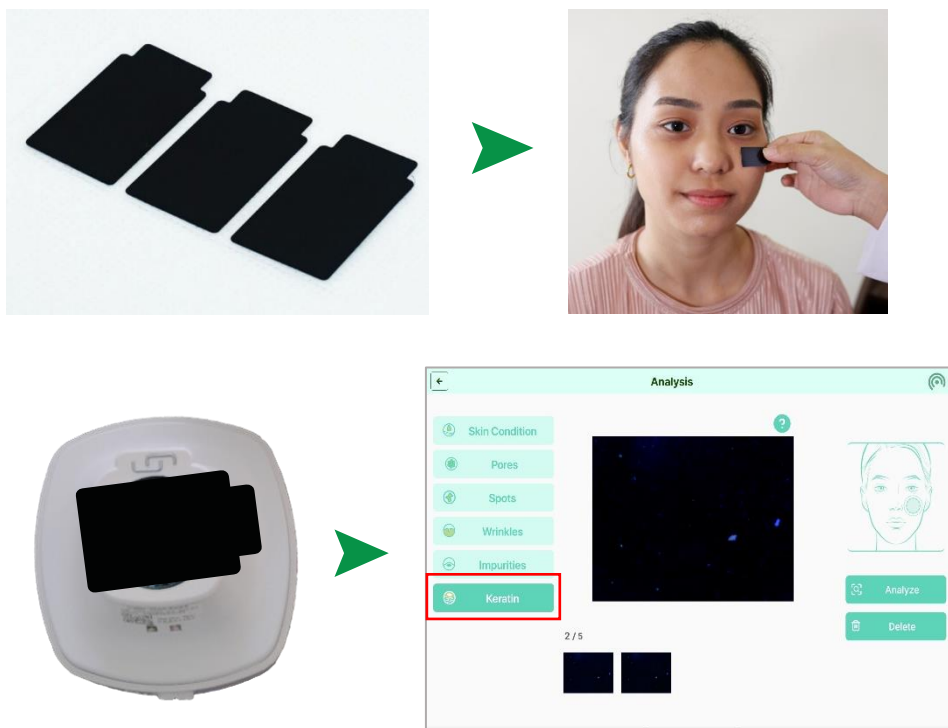 Analysis
Skin Condition
Pores
Spots
Wrinkles
Impurities
Keratin
?
Analyze
Delete
2 / 5